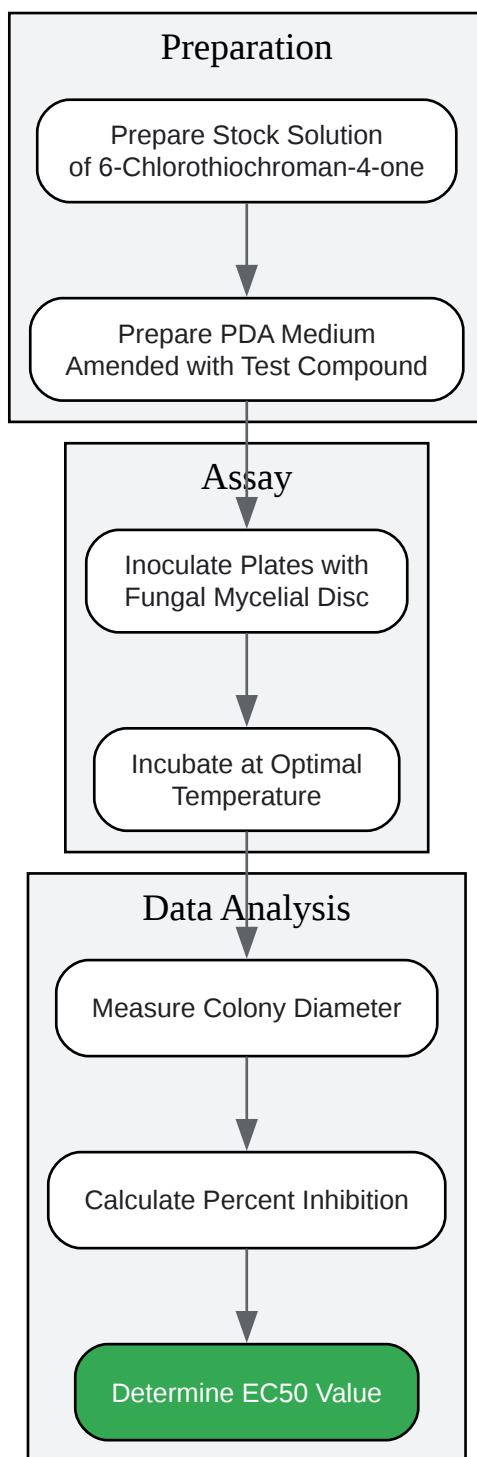 Preparation
Prepare Stock Solution
of 6-Chlorothiochroman-4-one
Prepare PDA Medium
Amended with Test Compound
Assay
Inoculate Plates with
Fungal Mycelial Disc
Incubate at Optimal
Temperature
Data Analysis
Measure Colony Diameter
Calculate Percent Inhibition
Determine EC50 Value